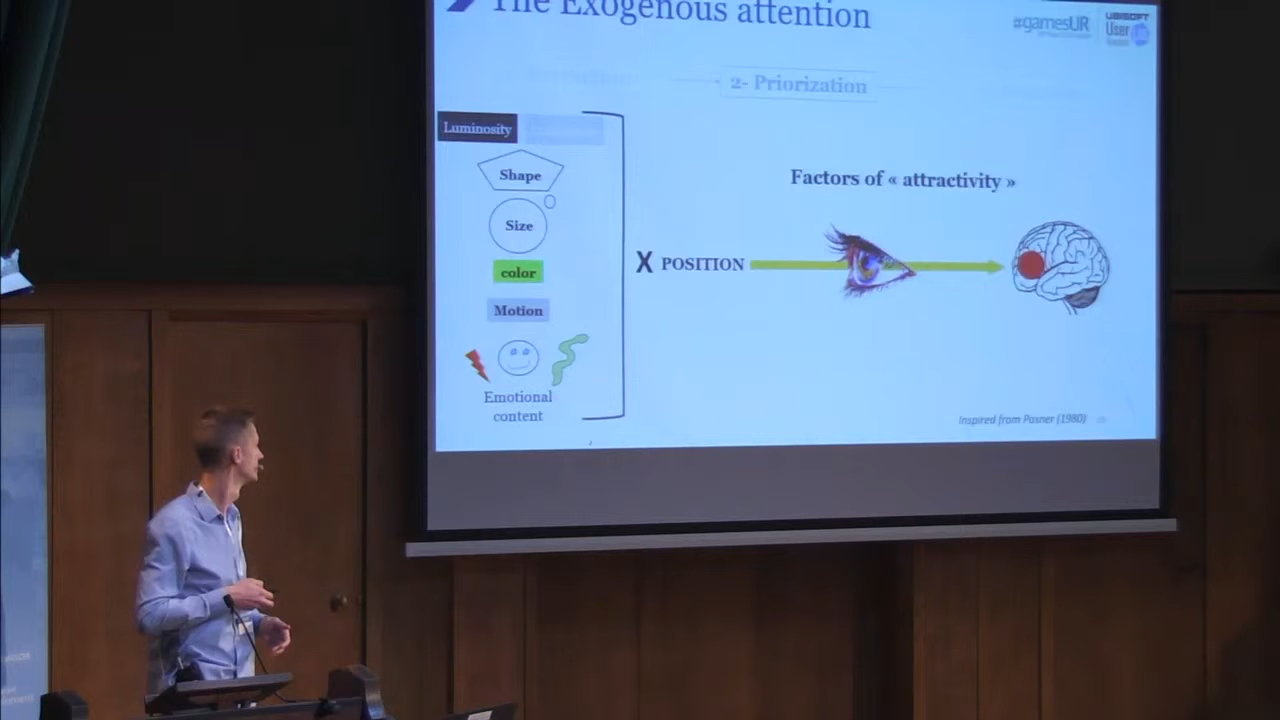 The Exogenous attention
#gamesUR
UBISOFT
User
2- Priorization
Luminosity
Shape
Size
color
Motion
Emotional
content
X POSITION
Factors of « attractivity »
Inspired from Posner (1980)